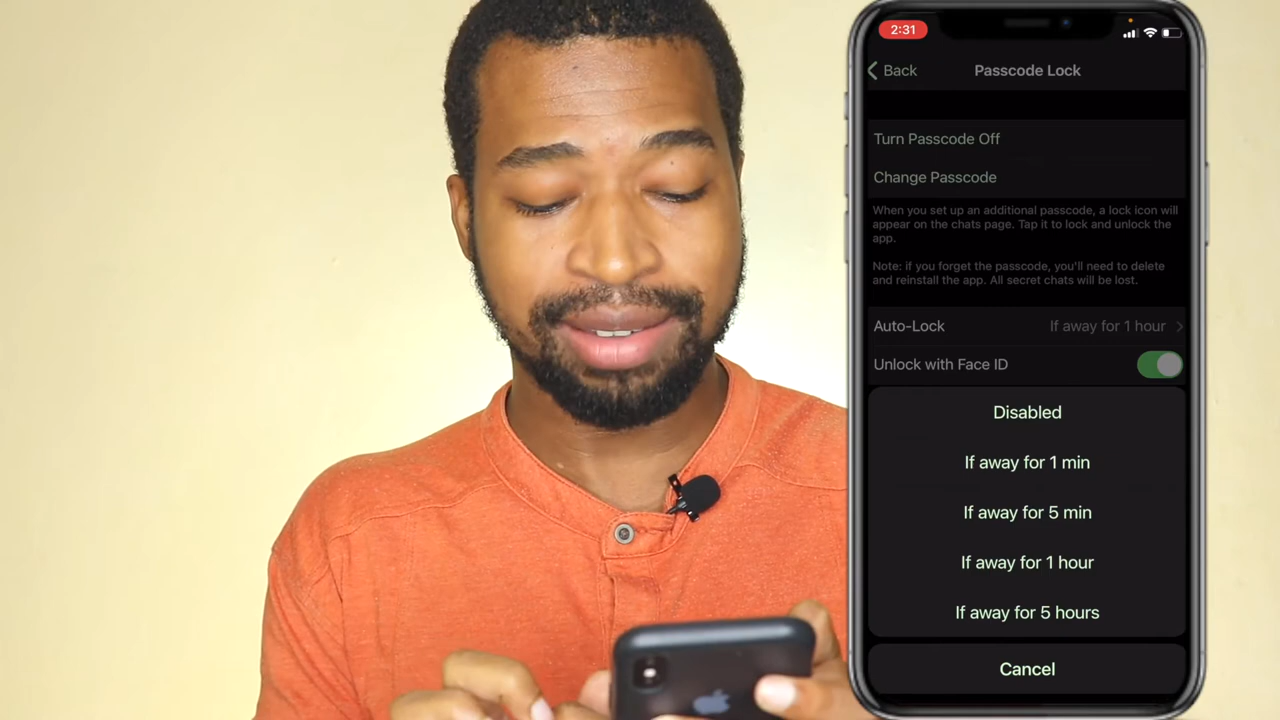 2:31
Back
Passcode Lock
Turn Passcode Off
Change Passcode
When you set up an additional passcode, a lock icon will
appear on the chats page. Tap it to lock and unlock the
app.
Note: if you forget the passcode, you'll need to delete
and reinstall the app. All secret chats will be lost.
Auto-Lock If away for 1 hour
Unlock with Face ID
Disabled
If away for 1 min
If away for 5 min
If away for 1 hour
If away for 5 hours
Cancel